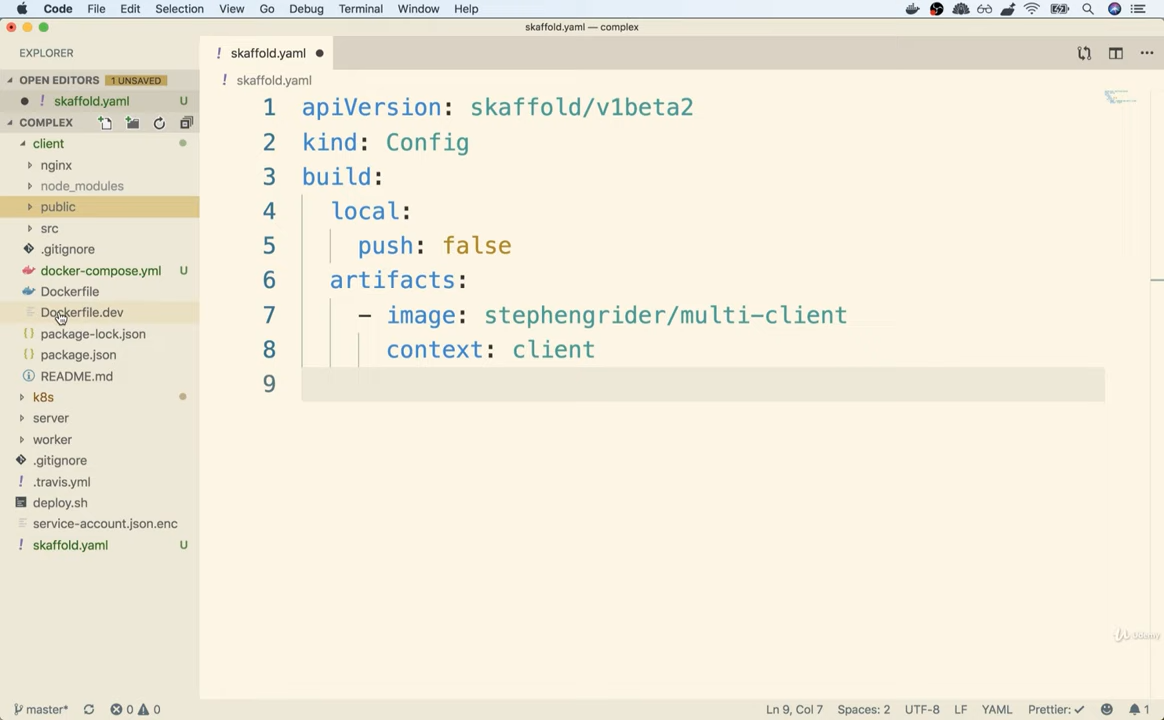 Code File Edit Selection View Go Debug Terminal Window Help
skaffold.yaml — complex
EXPLORER
OPEN EDITORS 1 UNSAVED
! skaffold.yaml U
COMPLEX
client
nginx
node_modules
public
src
.gitignore
docker-compose.yml U
Dockerfile
Dockerfile.dev
{} package-lock.json
{} package.json
README.md
k8s
server
worker
.gitignore
! .travis.yml
deploy.sh
service-account.json.enc
! skaffold.yaml U
! skaffold.yaml
! skaffold.yaml
1 apiVersion: skaffold/v1beta2
2 kind: Config
3 build:
4 local:
5 push: false
6 artifacts:
7 - image: stephengrider/multi-client
8 context: client
9
Udemy
master* 0 0 Ln 9, Col 7 Spaces: 2 UTF-8 LF YAML Prettier: ✓ 1